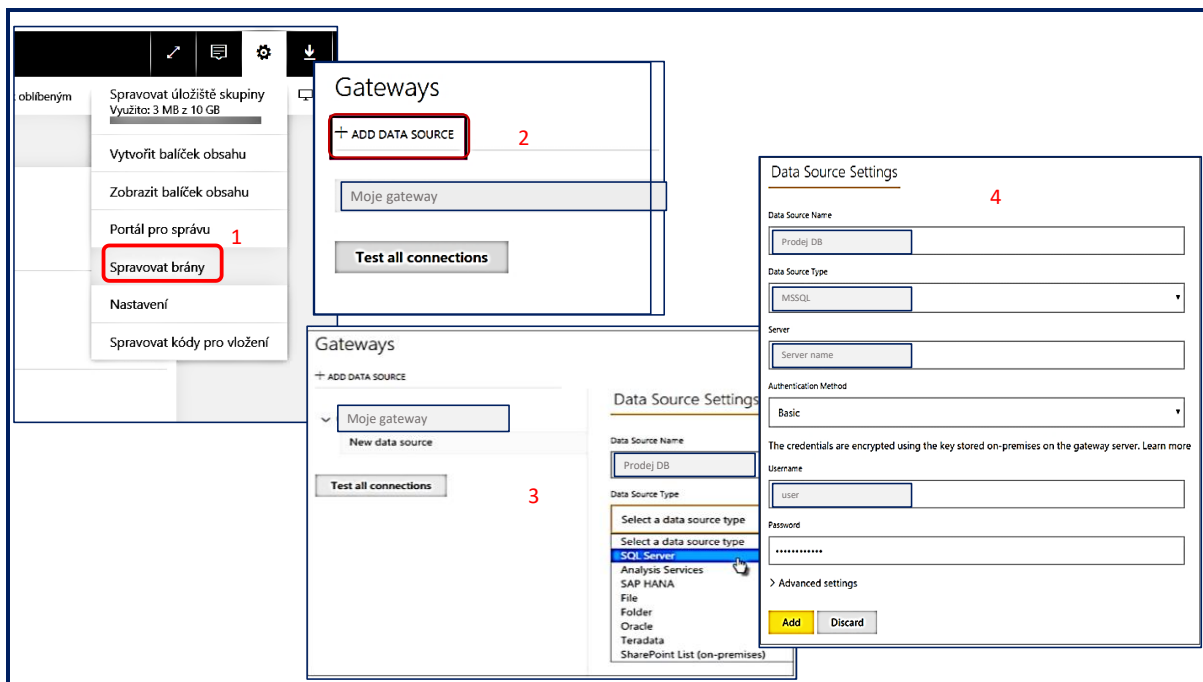 oblíbeným
Spravovat úložiště skupiny
Využito: 3 MB z 10 GB
Vytvořit balíček obsahu
Zobrazit balíček obsahu
Portál pro správu
1
Spravovat brány
Nastavení
Spravovat kódy pro vložení
Gateways
+ ADD DATA SOURCE
2
Moje gateway
Test all connections
Gateways
+ ADD DATA SOURCE
Moje gateway
New data source
Test all connections
3
Data Source Settings
Data Source Name
Prodej DB
Data Source Type
Select a data source type
Select a data source type
SQL Server
Analysis Services
SAP HANA
File
Folder
Oracle
Teradata
SharePoint List (on-premises)
Data Source Settings
4
Data Source Name
Prodej DB
Data Source Type
MSSQL
Server
Server name
Authentication Method
Basic
The credentials are encrypted using the key stored on-premises on the gateway server. Learn more
Username
user
Password
••••••••••••
> Advanced settings
Add Discard